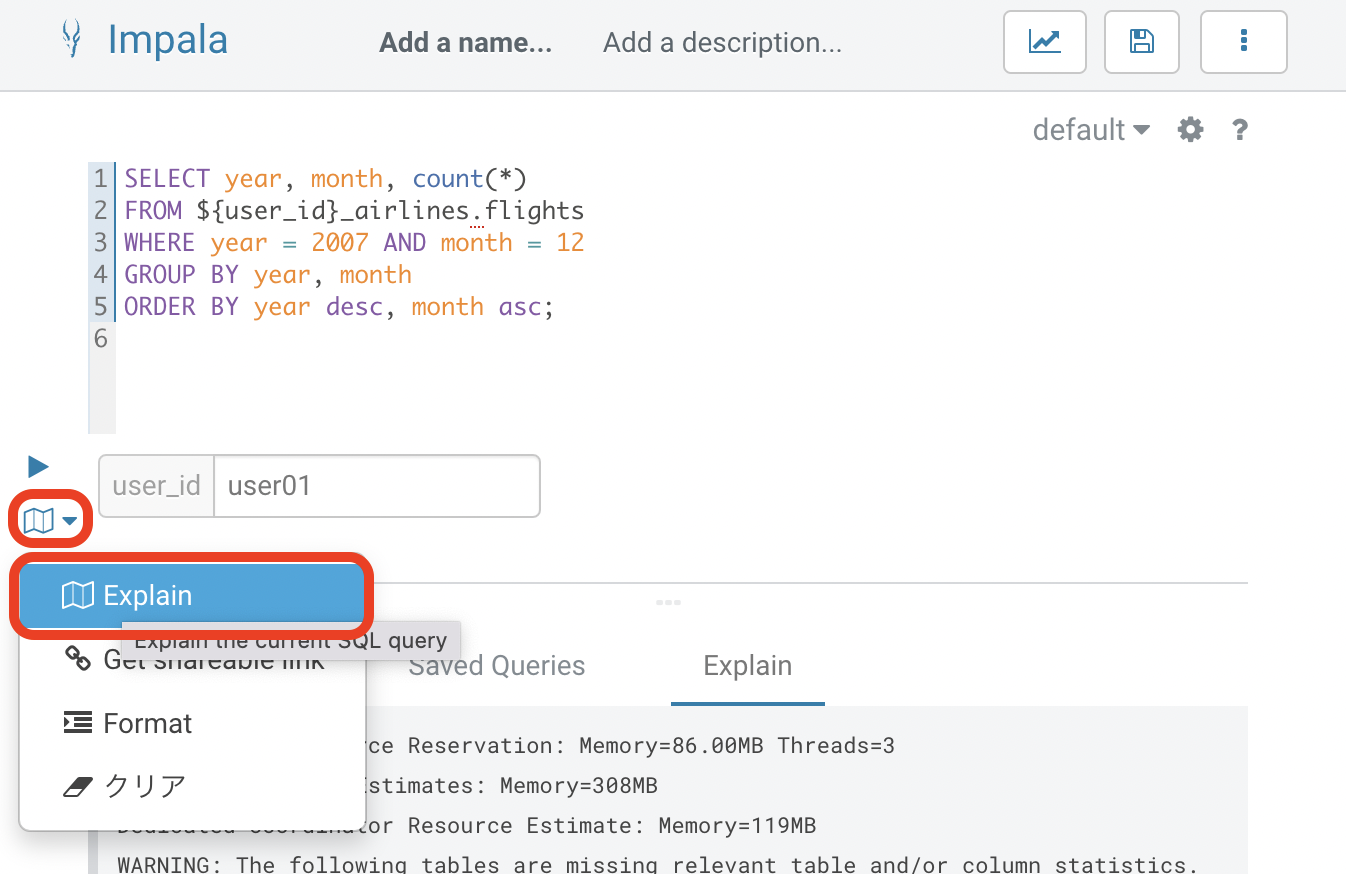 Impala Add a name... Add a description...
default ?
1 SELECT year, month, count(*)
2 FROM ${user_id}_airlines.flights
3 WHERE year = 2007 AND month = 12
4 GROUP BY year, month
5 ORDER BY year desc, month asc;
6
user_id user01
Explain
Explain the current SQL query
Get shareable link Saved Queries Explain
Format
クリア
ce Reservation: Memory=86.00MB Threads=3
stimates: Memory=308MB
Dedicated Coordinator Resource Estimate: Memory=119MB
WARNING: The following tables are missing relevant table and/or column statistics.